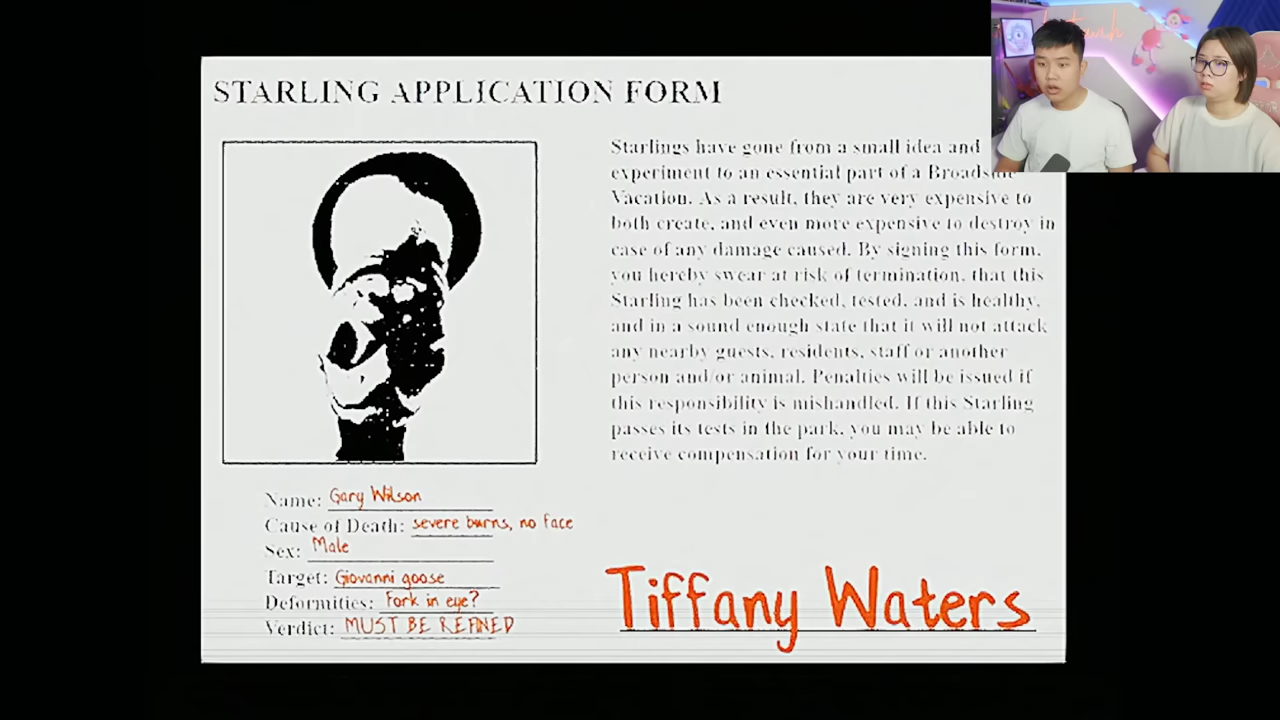 STARLING APPLICATION FORM
Starlings have gone from a small idea and
experiment to an essential part of a Broadside
Vacation. As a result, they are very expensive to
both create, and even more expensive to destroy in
case of any damage caused. By signing this form,
you hereby swear at risk of termination, that this
Starling has been checked, tested, and is healthy,
and in a sound enough state that it will not attack
any nearby guests, residents, staff or another
person and/or animal. Penalties will be issued if
this responsibility is mishandled. If this Starling
passes its tests in the park, you may be able to
receive compensation for your time.
Name: Gary Wilson
Cause of Death: severe burns, no face
Sex: Male
Target: Giovanni goose
Deformities: Fork in eye?
Verdict: MUST BE REFINED
Tiffany Waters